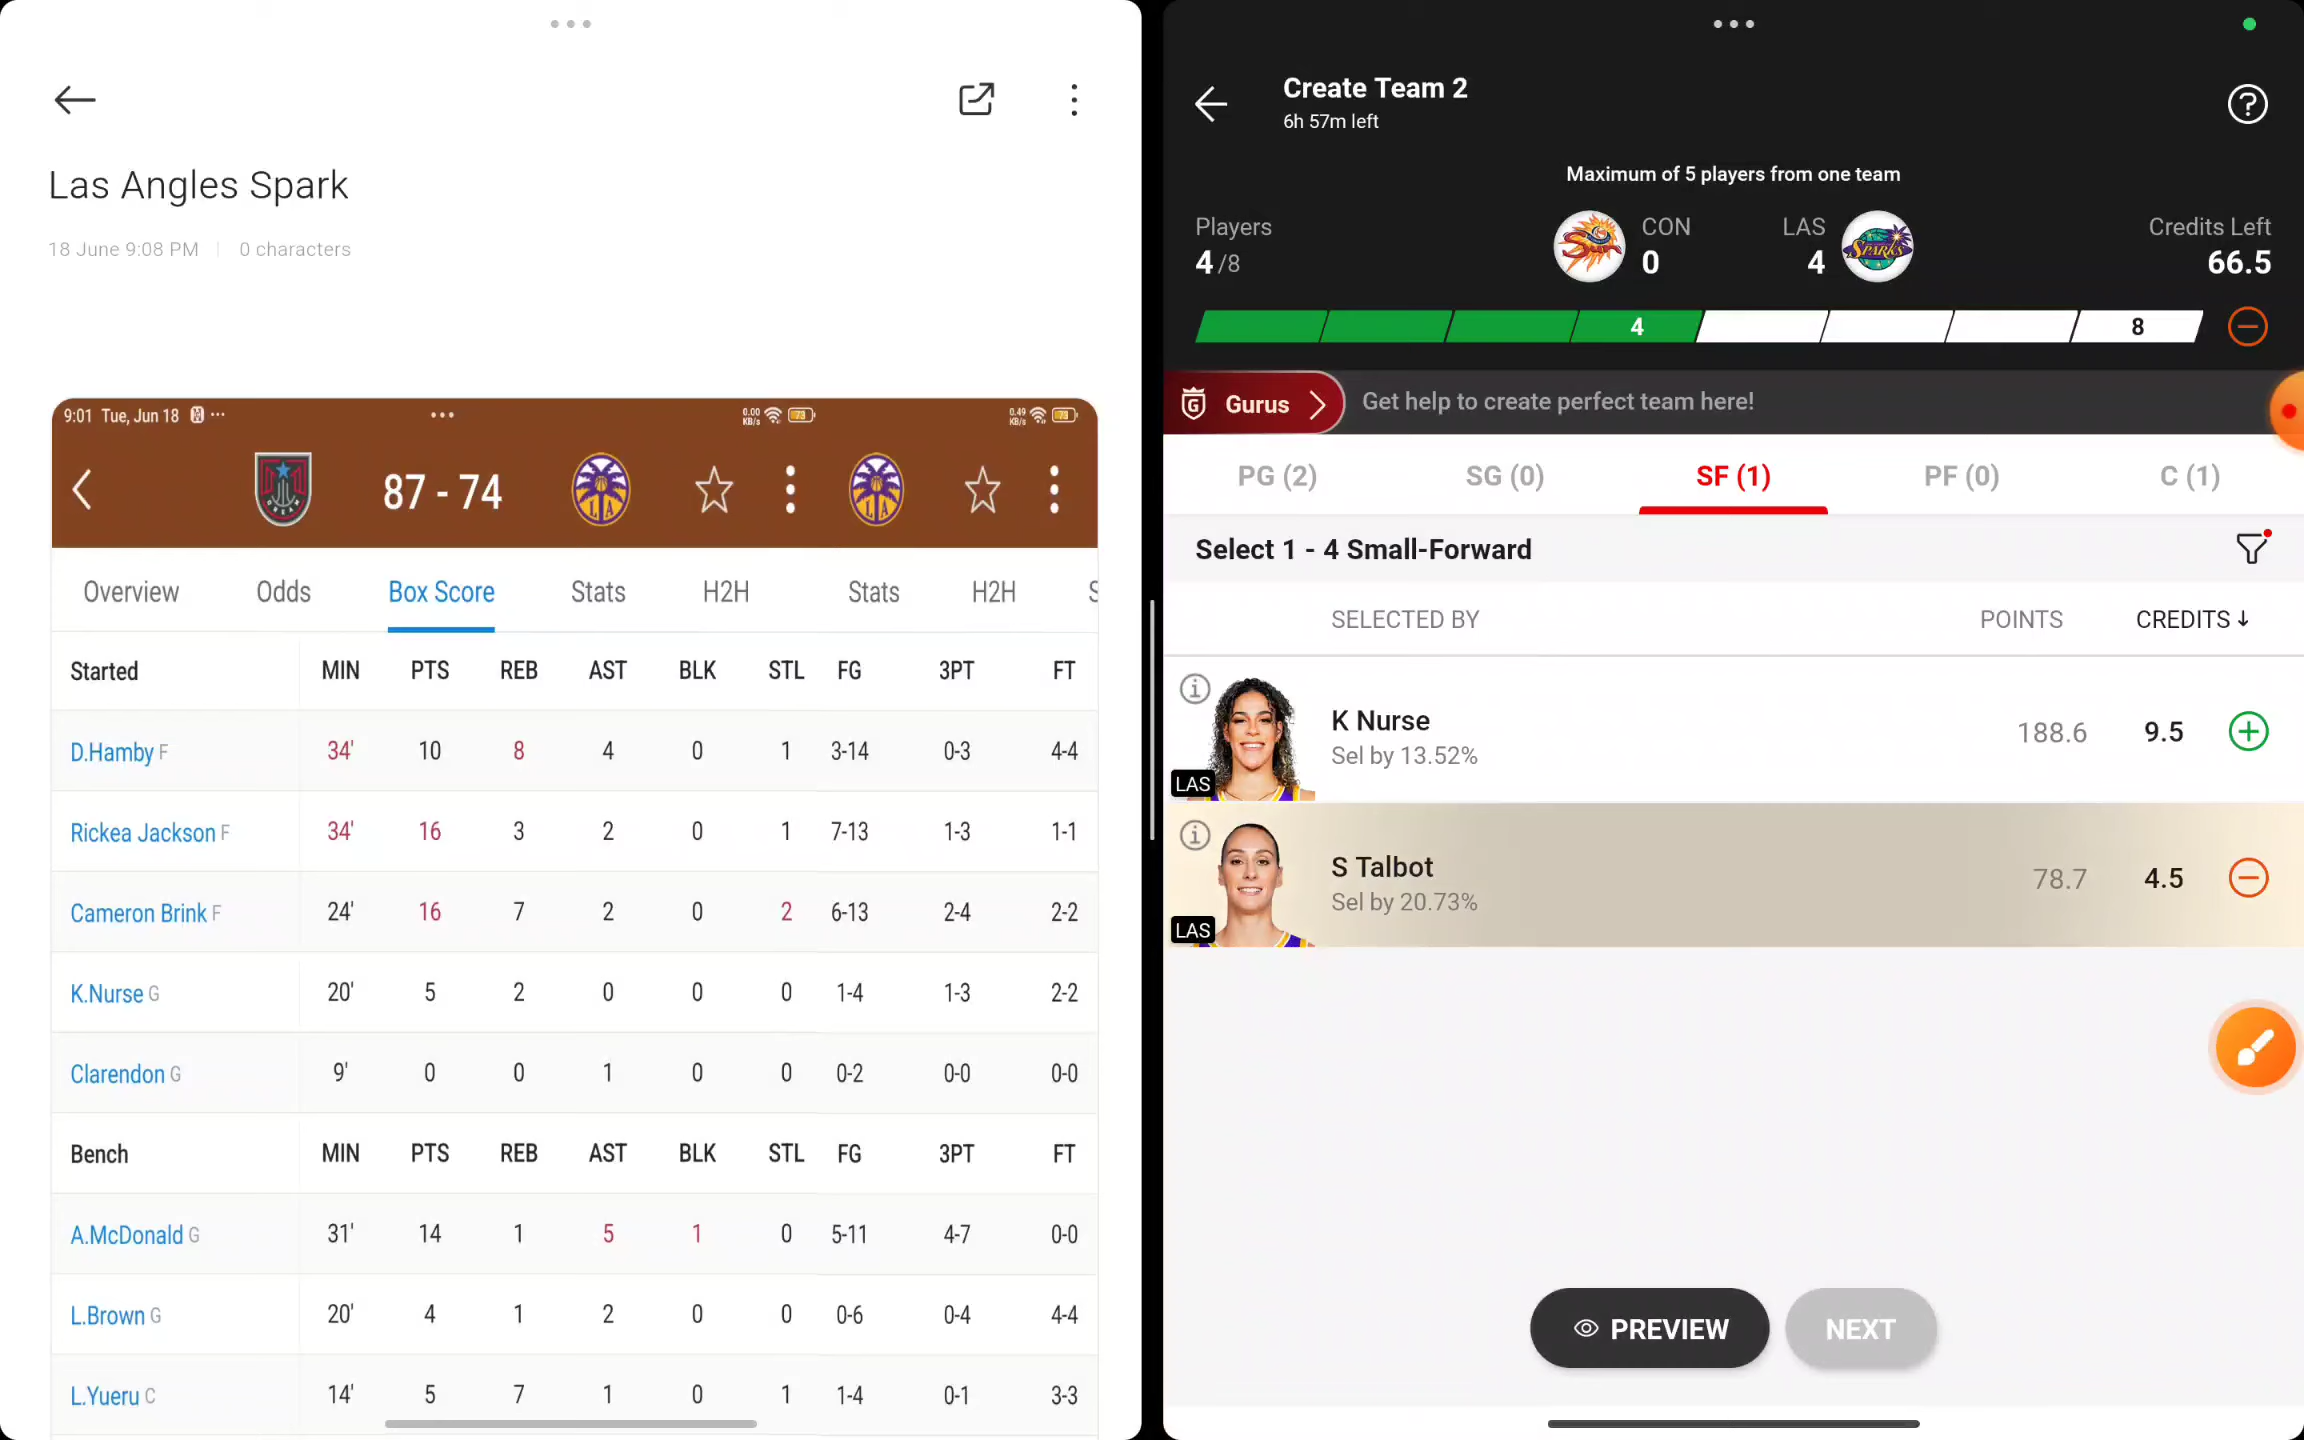 Las Angles Spark
18 June 9:08 PM | 0 characters
9:01 Tue, Jun 18
0.00 KB/s 73
0.49 KB/s 73
87 - 74
Overview Odds Box Score Stats H2H Stats H2H S
Started MIN PTS REB AST BLK STL FG 3PT FT
D.Hamby F 34' 10 8 4 0 1 3-14 0-3 4-4
Rickea Jackson F 34' 16 3 2 0 1 7-13 1-3 1-1
Cameron Brink F 24' 16 7 2 0 2 6-13 2-4 2-2
K.Nurse G 20' 5 2 0 0 0 1-4 1-3 2-2
Clarendon G 9' 0 0 1 0 0 0-2 0-0 0-0
Bench MIN PTS REB AST BLK STL FG 3PT FT
A.McDonald G 31' 14 1 5 1 0 5-11 4-7 0-0
L.Brown G 20' 4 1 2 0 0 0-6 0-4 4-4
L.Yueru C 14' 5 7 1 0 1 1-4 0-1 3-3
Create Team 2
6h 57m left
Maximum of 5 players from one team
Players CON LAS Credits Left
4/8 0 4 66.5
Sun SPARKS
4 8
Gurus Get help to create perfect team here!
PG (2) SG (0) SF (1) PF (0) C (1)
Select 1 - 4 Small-Forward
SELECTED BY POINTS CREDITS ↓
K Nurse 188.6 9.5
Sel by 13.52%
LAS
S Talbot 78.7 4.5
Sel by 20.73%
LAS
PREVIEW NEXT